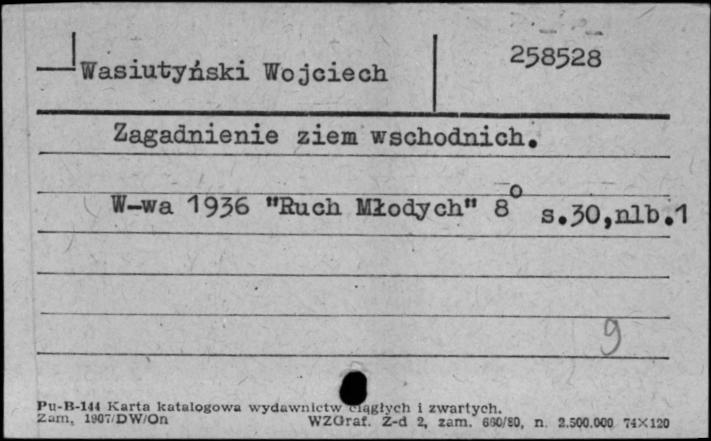 258528
Wasiutyński Wojciech
Zagadnienie ziem wschodnich.
W-wa 1936 "Ruch Młodych" 8° s.30,nlb.1
9
Pu-B-144 Karta katalogowa wydawnictw ciągłych i zwartych.
Zam, 1907/DW/On WZGraf. Z-d 2, zam. 660/80, n. 2.500.000 74×120